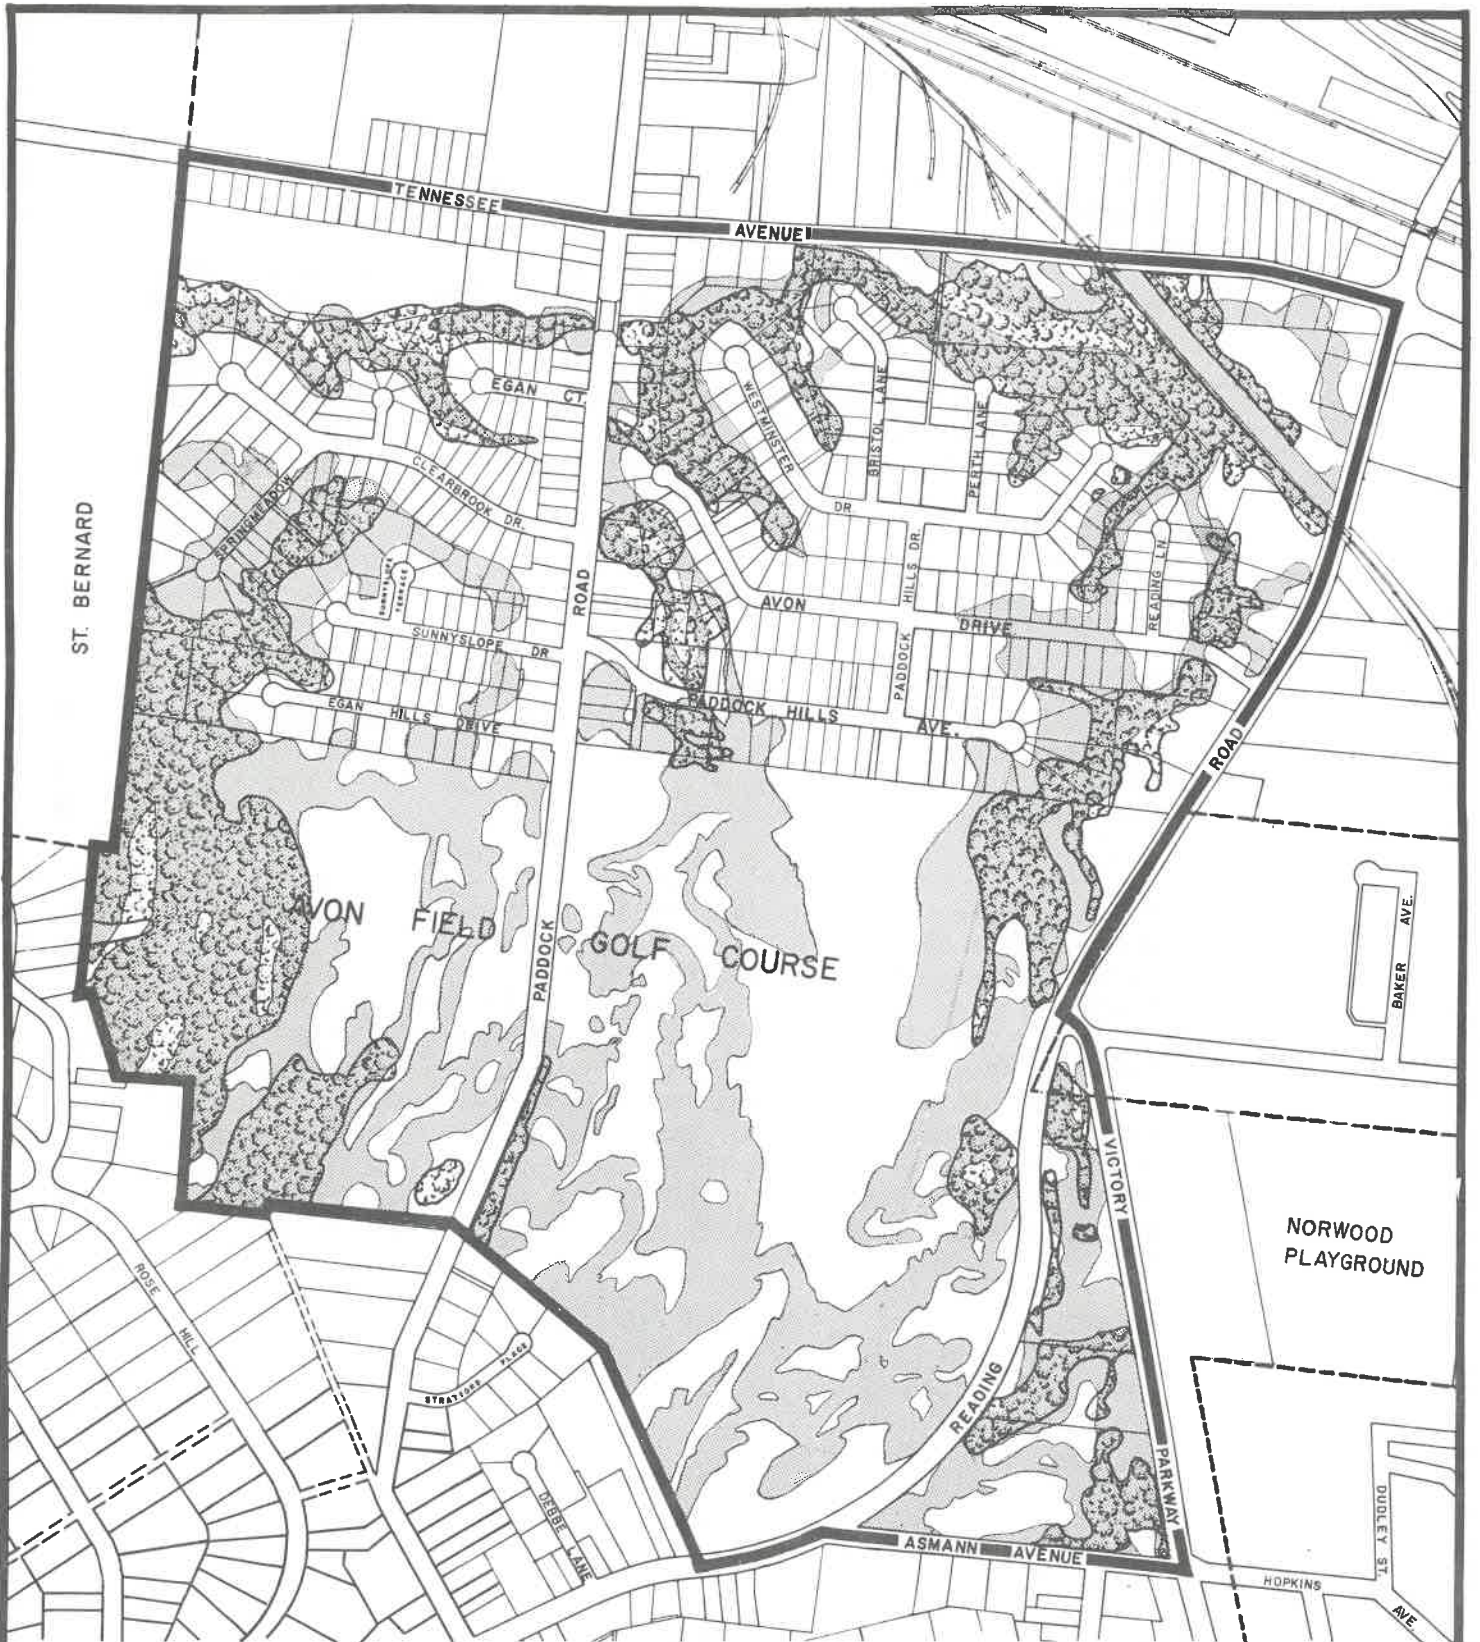 TENNESSEE
AVENUE
EGAN CT.
WESTMINSTER
DR
BRISTOL LANE
PERTH LANE
CLEARBROOK DR.
SPRINGMEADOW
ST. BERNARD
SUNNYSLOPE
TERRACE
ROAD
AVON
DRIVE
HILLS DR.
PADDOCK
READING LN
SUNNYSLOPE DR
EGAN HILLS DRIVE
PADDOCK HILLS AVE.
ROAD
AVON FIELD
GOLF COURSE
PADDOCK
BAKER AVE.
VICTORY
NORWOOD
PLAYGROUND
ROSE
HILL
STRATFORD PLACE
READING
PARKWAY
DEBBE LANE
ASMANN AVENUE
DUDLEY ST.
HOPKINS
AVE